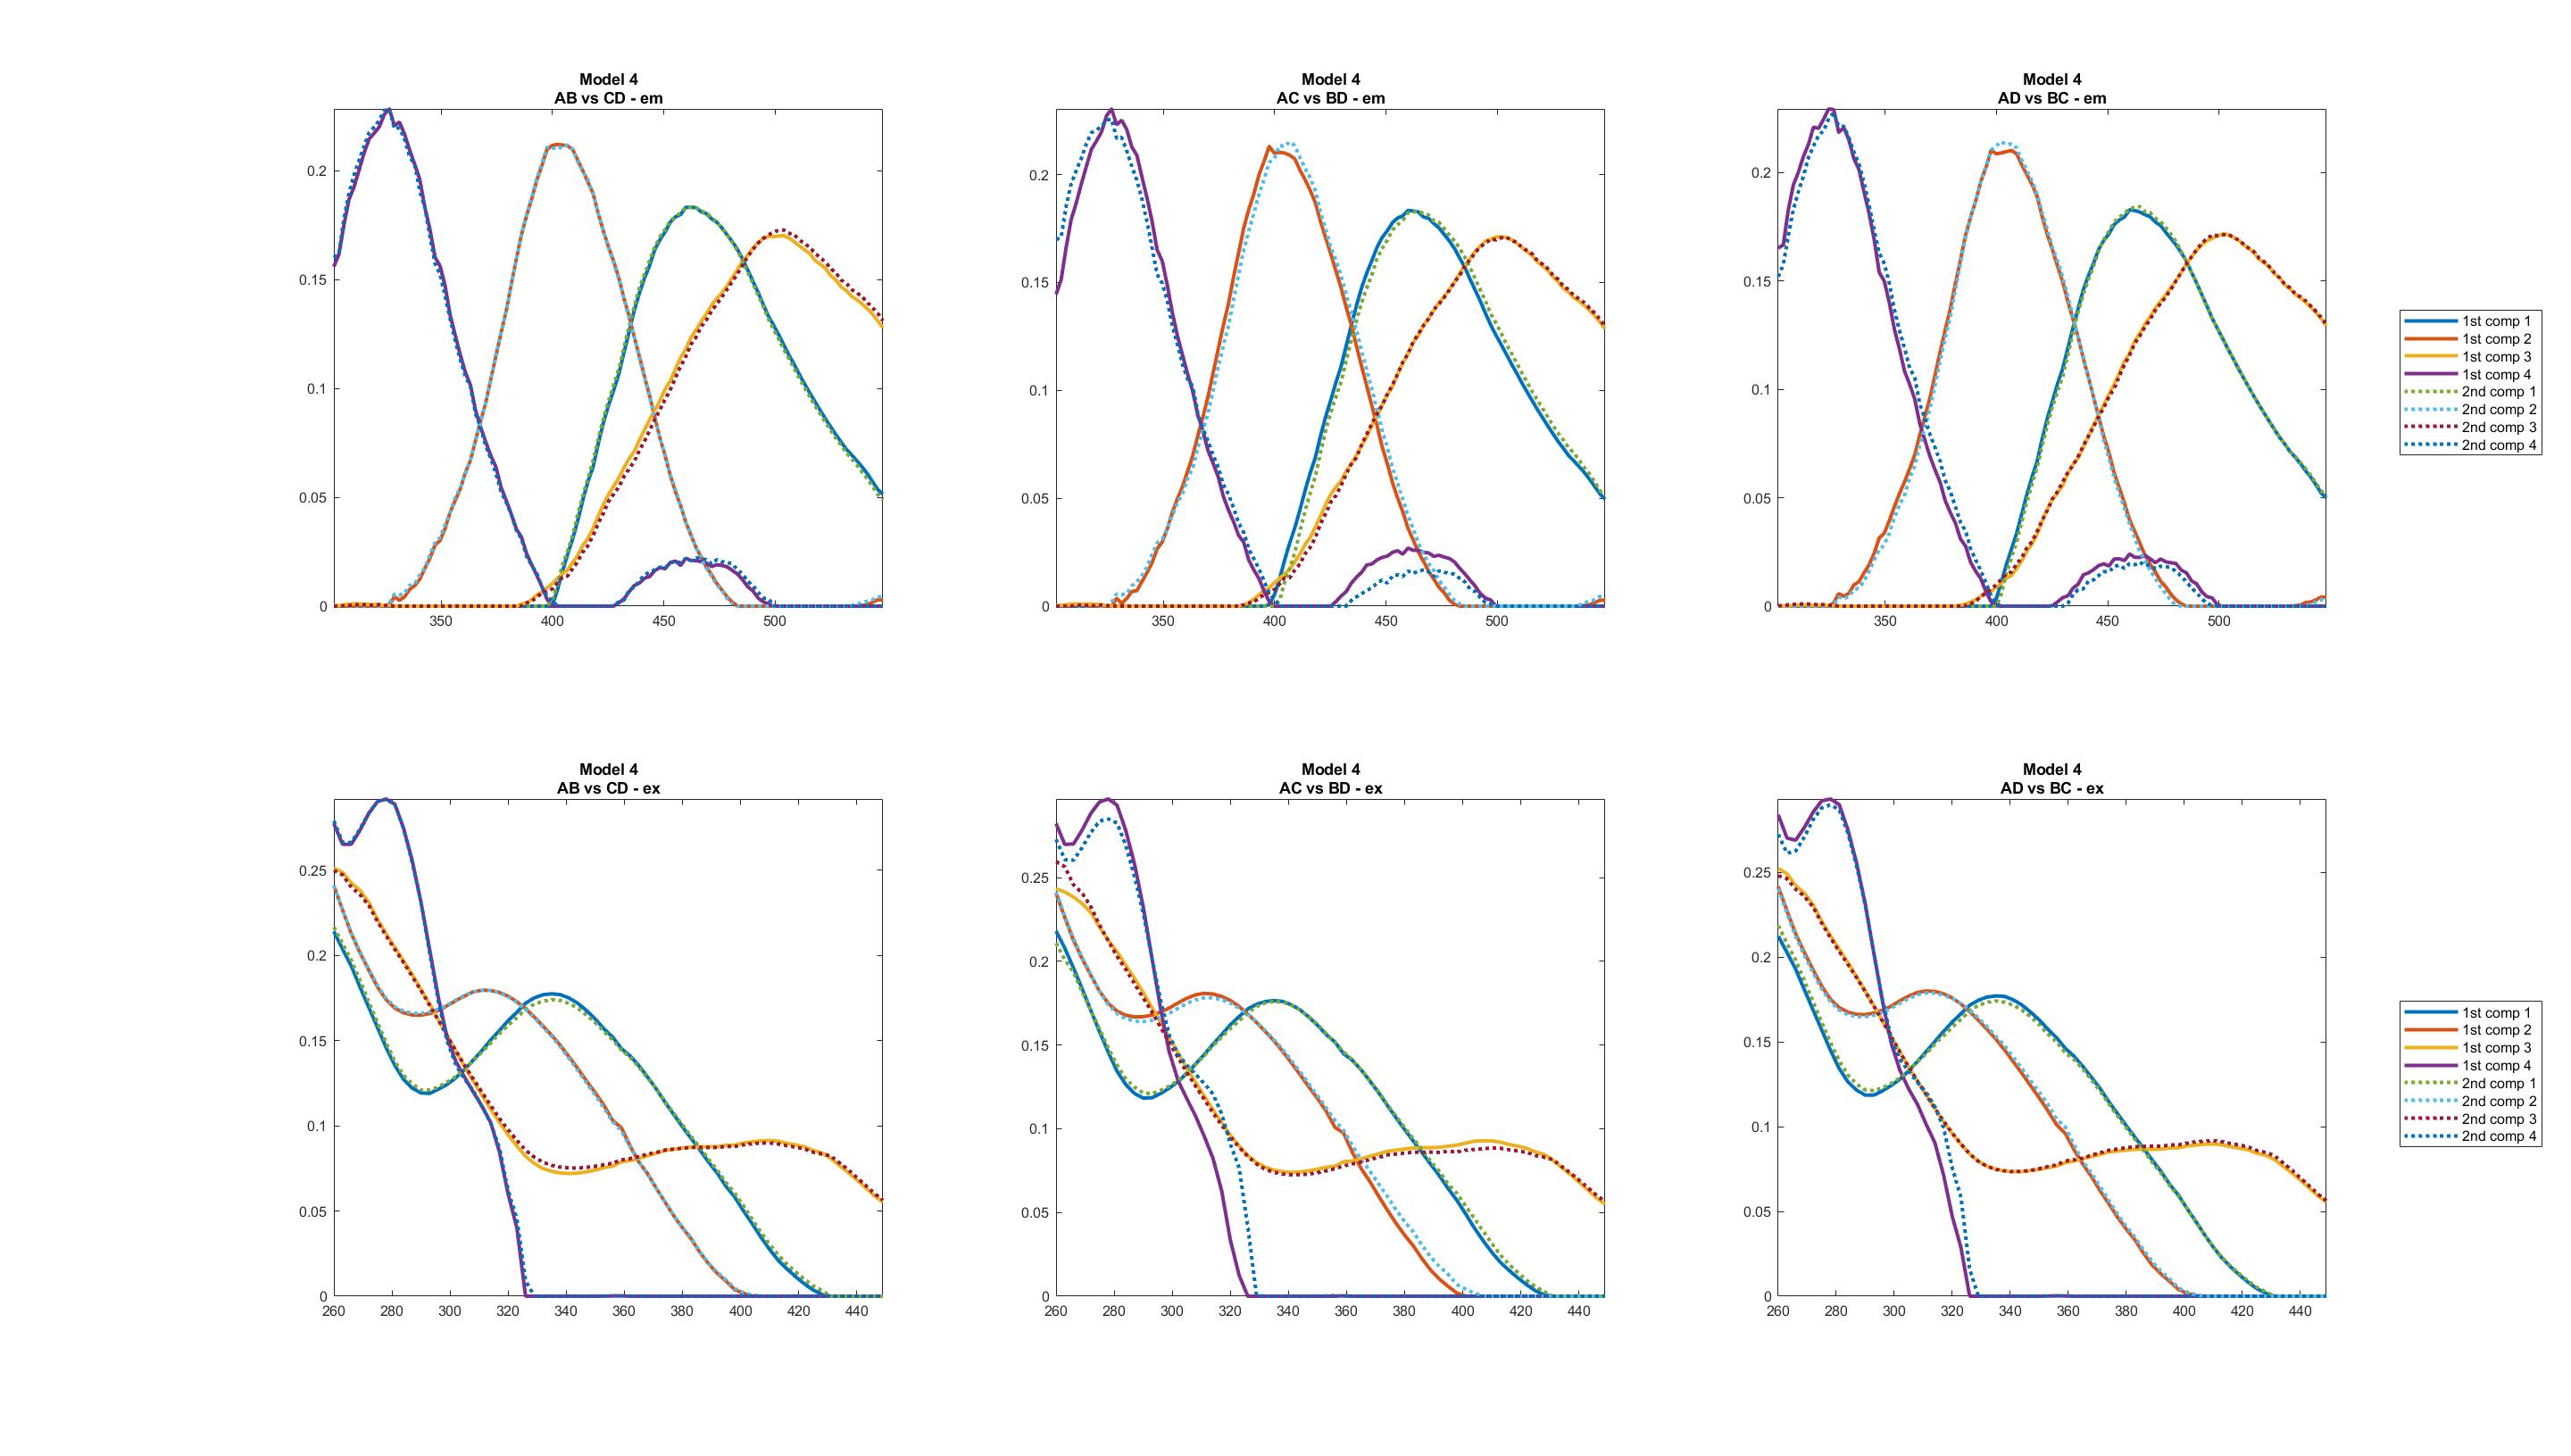 Model 4
AB vs CD - em
0.2
0.15
0.1
0.05
0
350 400 450 500
Model 4
AC vs BD - em
0.2
0.15
0.1
0.05
0
350 400 450 500
Model 4
AD vs BC - em
0.2
0.15
0.1
0.05
0
350 400 450 500
1st comp 1
1st comp 2
1st comp 3
1st comp 4
2nd comp 1
2nd comp 2
2nd comp 3
2nd comp 4
Model 4
AB vs CD - ex
0.25
0.2
0.15
0.1
0.05
0
260 280 300 320 340 360 380 400 420 440
Model 4
AC vs BD - ex
0.25
0.2
0.15
0.1
0.05
0
260 280 300 320 340 360 380 400 420 440
Model 4
AD vs BC - ex
0.25
0.2
0.15
0.1
0.05
0
260 280 300 320 340 360 380 400 420 440
1st comp 1
1st comp 2
1st comp 3
1st comp 4
2nd comp 1
2nd comp 2
2nd comp 3
2nd comp 4